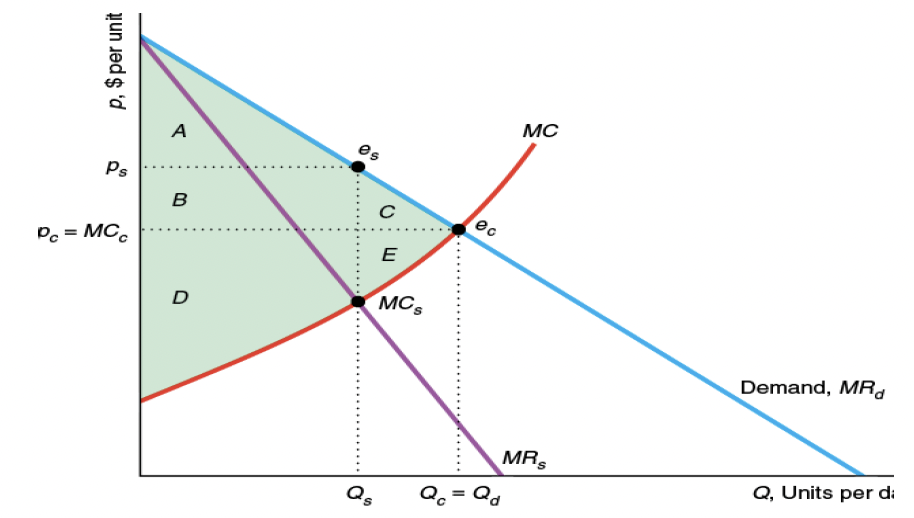 p, $ per unit
A
MC
e_s
p_s
B
C
p_c = MC_c
e_c
E
D
MC_s
Demand, MR_d
MR_s
Q_s
Q_c = Q_d
Q, Units per da